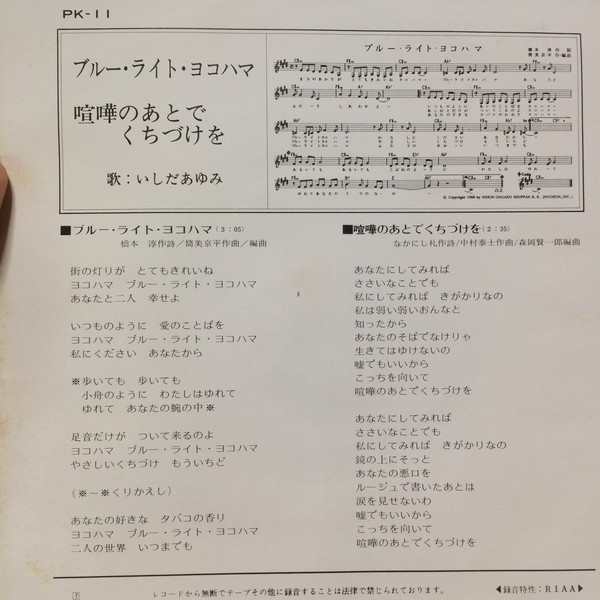 PK-11
ブルー・ライト・ヨコハマ
喧嘩のあとで
くちづけを
歌：いしだあゆみ
ブルー・ライト・ヨコハマ
■ブルー・ライト・ヨコハマ(3：05)
橋本 淳作詩／筒美京平作曲／編曲
街の灯りが とてもきれいね
ヨコハマ ブルー・ライト・ヨコハマ
あなたと二人 幸せよ
いつものように 愛のことばを
ヨコハマ ブルー・ライト・ヨコハマ
私にください あなたから
※歩いても 歩いても
小舟のように わたしはゆれて
ゆれて あなたの腕の中※
足音だけが ついて来るのよ
ヨコハマ ブルー・ライト・ヨコハマ
やさしいくちづけ もういちど
(※～※くりかえし)
あなたの好きな タバコの香り
ヨコハマ ブルー・ライト・ヨコハマ
二人の世界 いつまでも
■喧嘩のあとでくちづけを(2：35)
なかにし礼作詩/中村泰士作曲/森岡賢一郎編曲
あなたにしてみれば
ささいなことでも
私にしてみれば きがかりなの
私は弱い弱いおんなと
知ったから
あなたのそばでなけりゃ
生きてはゆけないの
嘘でもいいから
こっちを向いて
喧嘩のあとでくちづけを
あなたにしてみれば
ささいなことでも
私にしてみれば きがかりなの
鏡の上にそっと
あなたの悪口を
ルージュで書いたあとは
涙を見せないわ
嘘でもいいから
こっちを向いて
喧嘩のあとでくちづけを
レコードから無断でテープその他に録音することは法律で禁じられております。
◀録音特性：RIAA▶